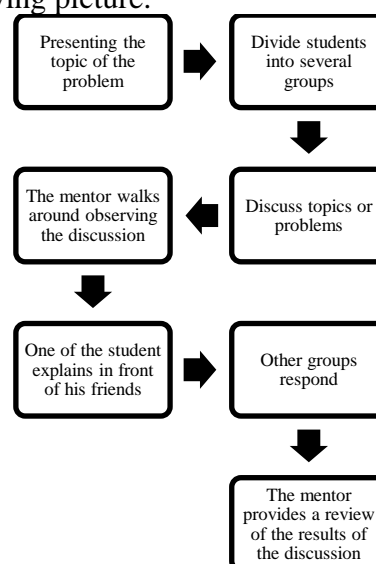 ving picture.
Presenting the
topic of the
problem
Divide students
into several
groups
Discuss topics or
problems
The mentor walks
around observing
the discussion
One of the student
explains in front
of his friends
Other groups
respond
The mentor
provides a review
of the results of
the discussion